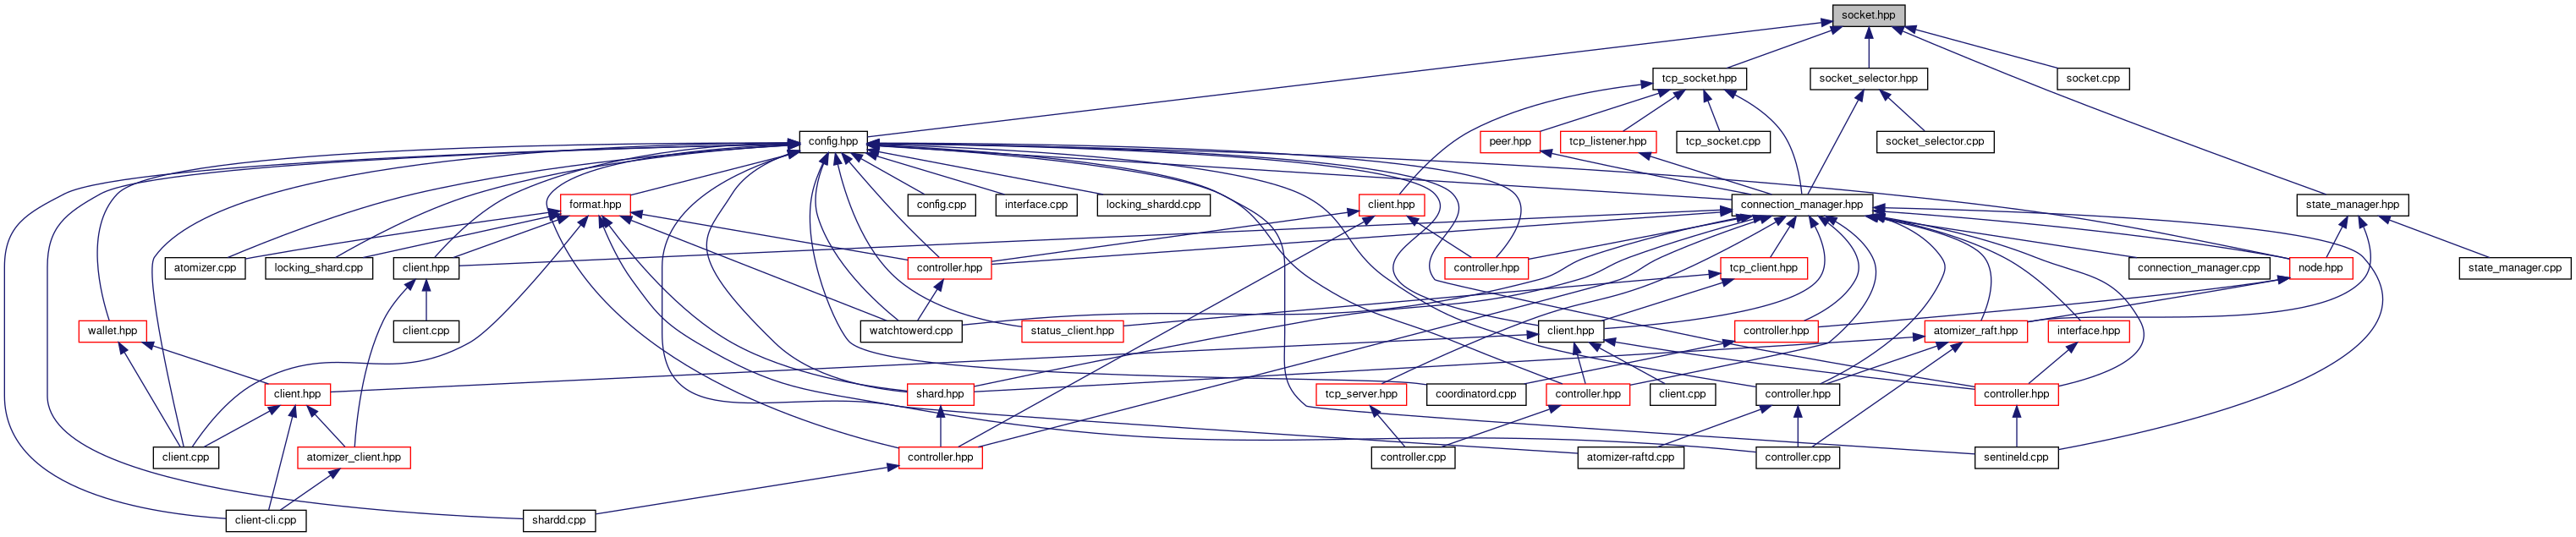 socket.hpp
tcp_socket.hpp
socket_selector.hpp
socket.cpp
config.hpp
peer.hpp
tcp_listener.hpp
tcp_socket.cpp
socket_selector.cpp
format.hpp
config.cpp
interface.cpp
locking_shardd.cpp
client.hpp
connection_manager.hpp
state_manager.hpp
atomizer.cpp
locking_shard.cpp
client.hpp
controller.hpp
controller.hpp
tcp_client.hpp
connection_manager.cpp
node.hpp
state_manager.cpp
wallet.hpp
client.cpp
watchtowerd.cpp
status_client.hpp
client.hpp
controller.hpp
atomizer_raft.hpp
interface.hpp
client.hpp
shard.hpp
tcp_server.hpp
coordinatord.cpp
controller.hpp
client.cpp
controller.hpp
controller.hpp
client.cpp
atomizer_client.hpp
controller.hpp
controller.cpp
atomizer-raftd.cpp
controller.cpp
sentineld.cpp
client-cli.cpp
shardd.cpp